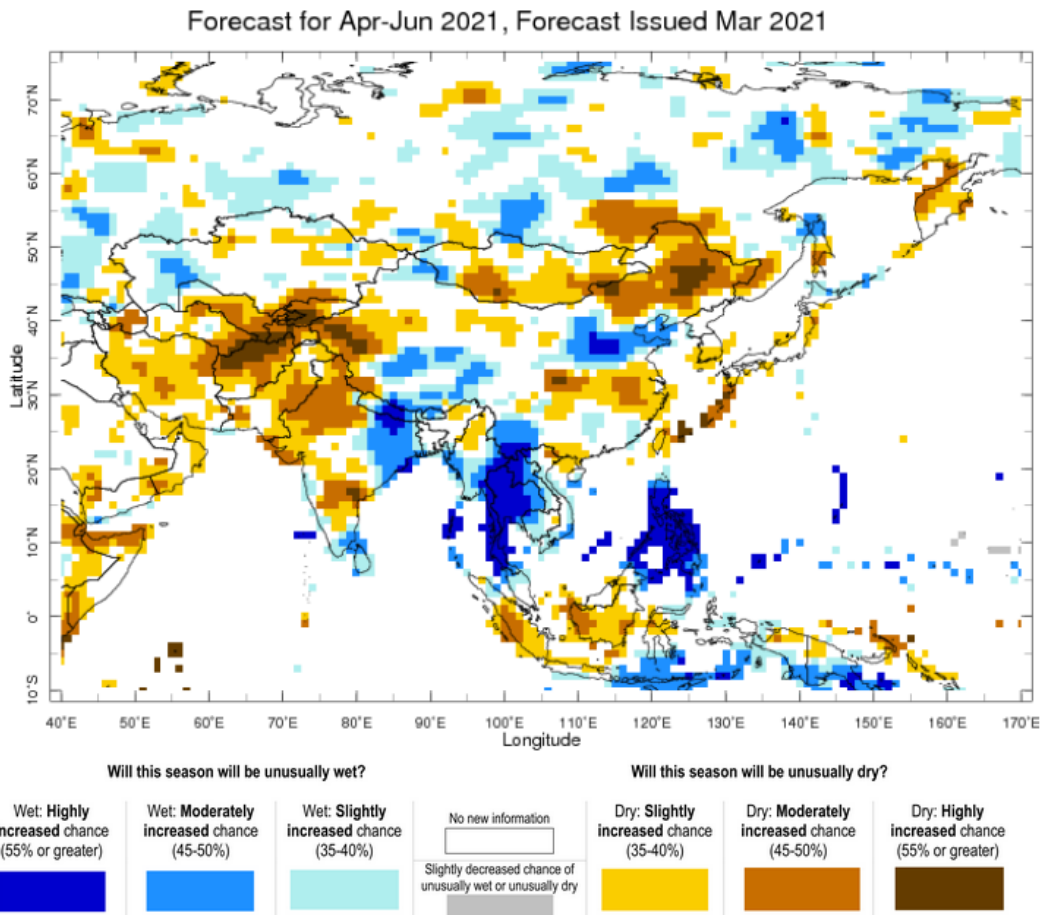 Forecast for Apr-Jun 2021, Forecast Issued Mar 2021
Latitude
70°N
60°N
50°N
40°N
30°N
20°N
10°N
0°
10°S
40°E 50°E 60°E 70°E 80°E 90°E 100°E 110°E 120°E 130°E 140°E 150°E 160°E 170°E
Longitude
Will this season will be unusually wet?
Will this season will be unusually dry?
Wet: Highly
increased chance
(55% or greater)
Wet: Moderately
increased chance
(45-50%)
Wet: Slightly
increased chance
(35-40%)
No new information
Slightly decreased chance of
unusually wet or unusually dry
Dry: Slightly
increased chance
(35-40%)
Dry: Moderately
increased chance
(45-50%)
Dry: Highly
increased chance
(55% or greater)